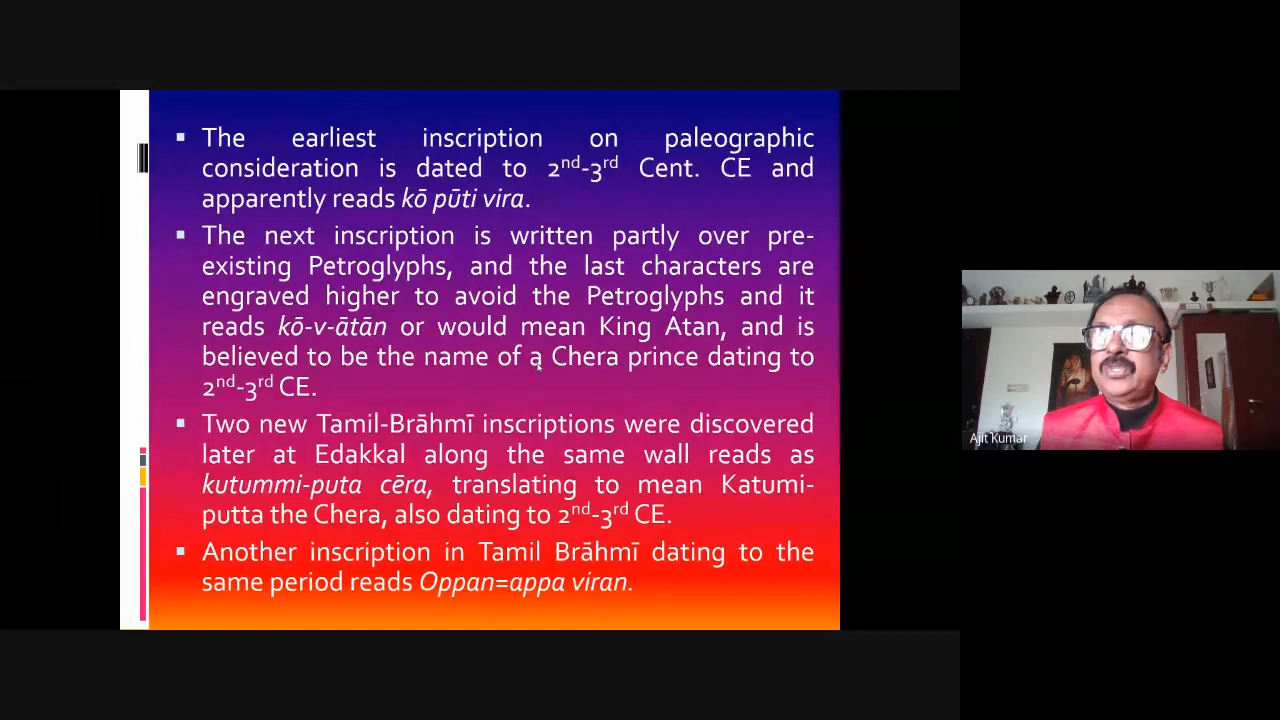 ▪ The earliest inscription on paleographic
consideration is dated to 2nd-3rd Cent. CE and
apparently reads kō pūti vira.
▪ The next inscription is written partly over pre-
existing Petroglyphs, and the last characters are
engraved higher to avoid the Petroglyphs and it
reads kō-v-ātān or would mean King Atan, and is
believed to be the name of a Chera prince dating to
2nd-3rd CE.
▪ Two new Tamil-Brāhmī inscriptions were discovered
later at Edakkal along the same wall reads as
kutummi-puta cēra, translating to mean Katumi-
putta the Chera, also dating to 2nd-3rd CE.
▪ Another inscription in Tamil Brāhmī dating to the
same period reads Oppan=appa viran.
Ajit Kumar